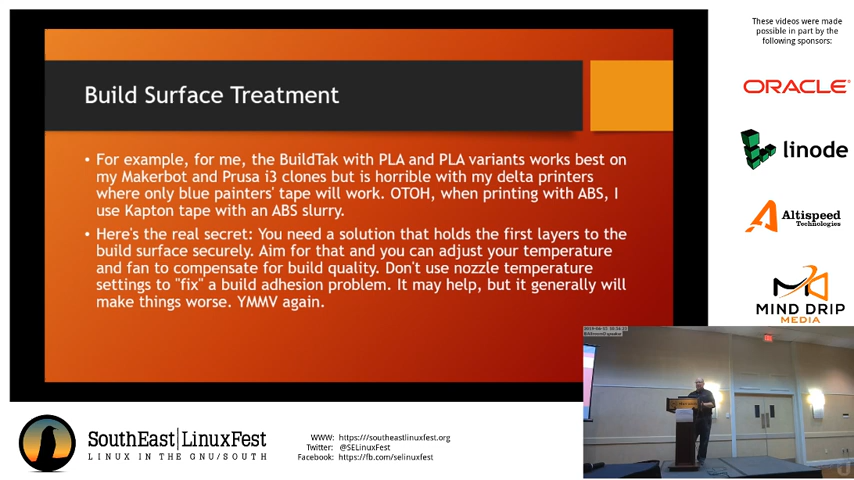 These videos were made
possible in part by the
following sponsors:
ORACLE
linode
Altispeed
Technologies
MIND DRIP
MEDIA
Build Surface Treatment
• For example, for me, the BuildTak with PLA and PLA variants works best on
my Makerbot and Prusa i3 clones but is horrible with my delta printers
where only blue painters' tape will work. OTOH, when printing with ABS, I
use Kapton tape with an ABS slurry.
• Here's the real secret: You need a solution that holds the first layers to the
build surface securely. Aim for that and you can adjust your temperature
and fan to compensate for build quality. Don't use nozzle temperature
settings to "fix" a build adhesion problem. It may help, but it generally will
make things worse. YMMV again.
SouthEast|LinuxFest
LINUX IN THE GNU/SOUTH
WWW: https://southeastlinuxfest.org
Twitter: @SELinuxFest
Facebook: https://fb.com/selinuxfest